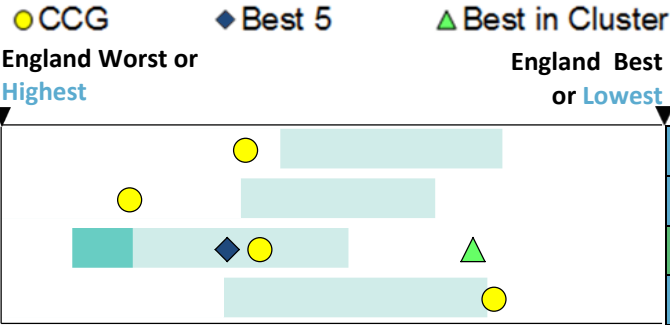 CCG Best 5 Best in Cluster
England Worst or England Best
Highest or Lowest